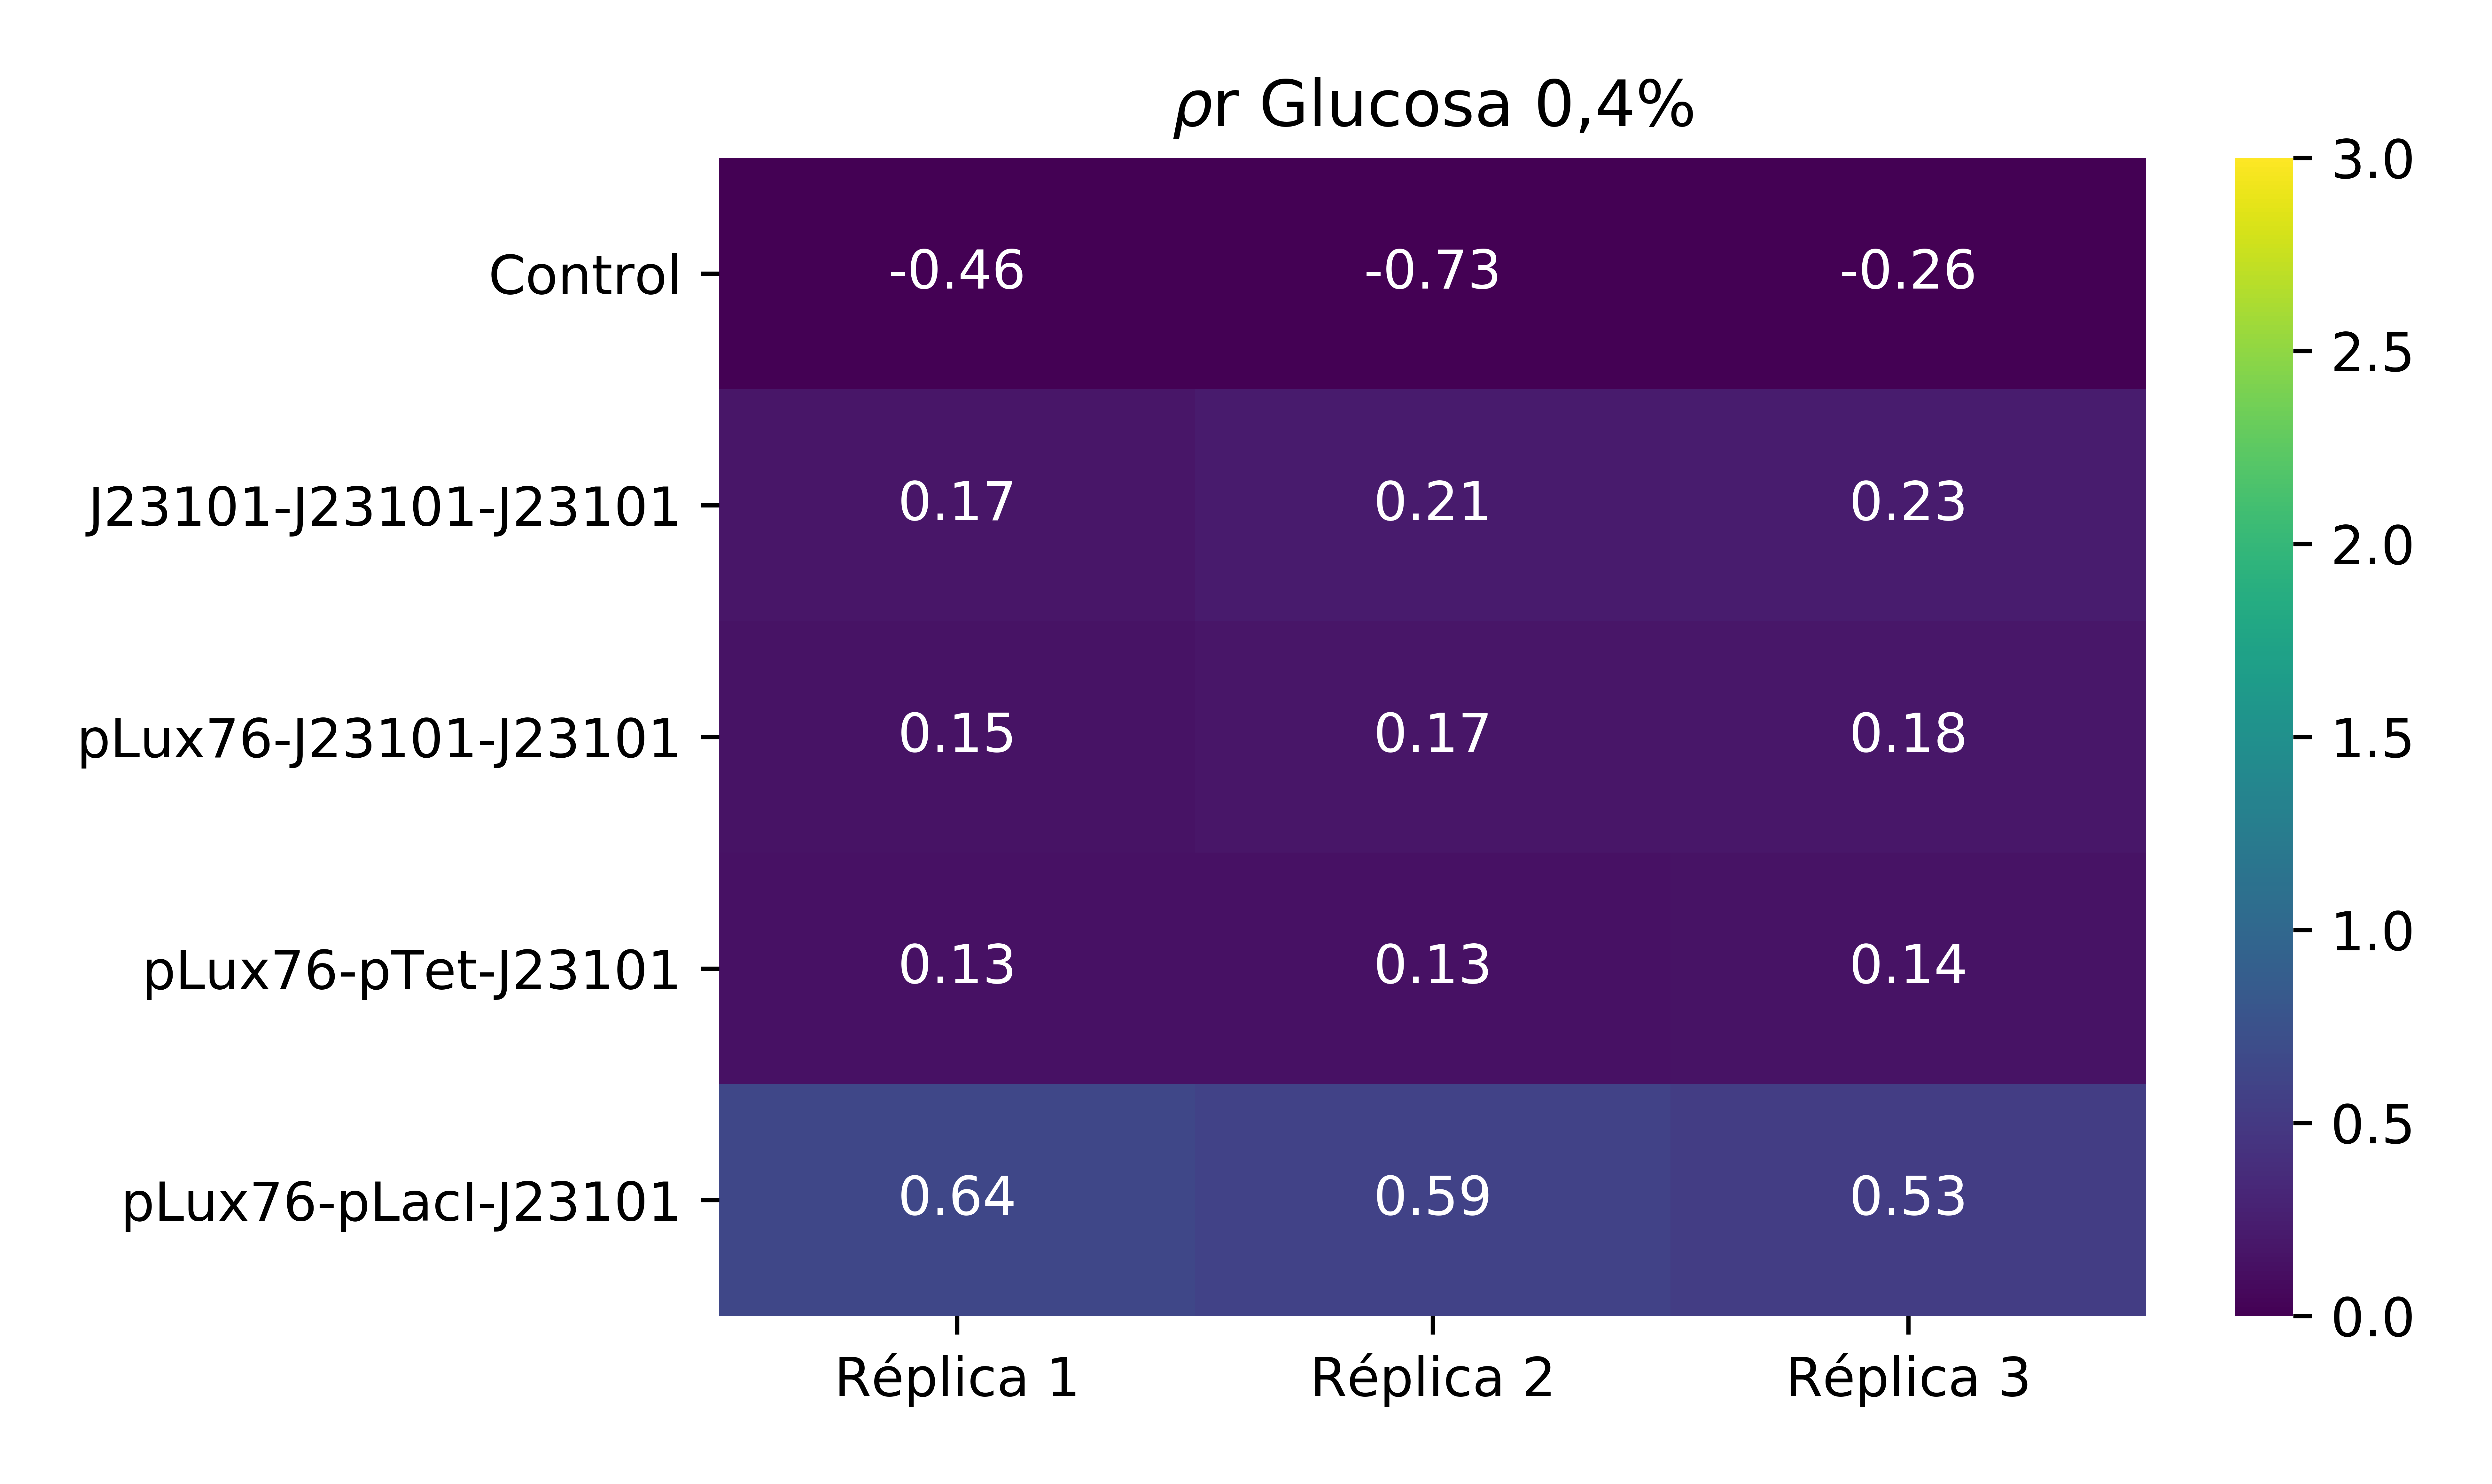 ρr Glucosa 0,4%
Control -0.46 -0.73 -0.26
J23101-J23101-J23101 0.17 0.21 0.23
pLux76-J23101-J23101 0.15 0.17 0.18
pLux76-pTet-J23101 0.13 0.13 0.14
pLux76-pLacI-J23101 0.64 0.59 0.53
Réplica 1 Réplica 2 Réplica 3
3.0
2.5
2.0
1.5
1.0
0.5
0.0